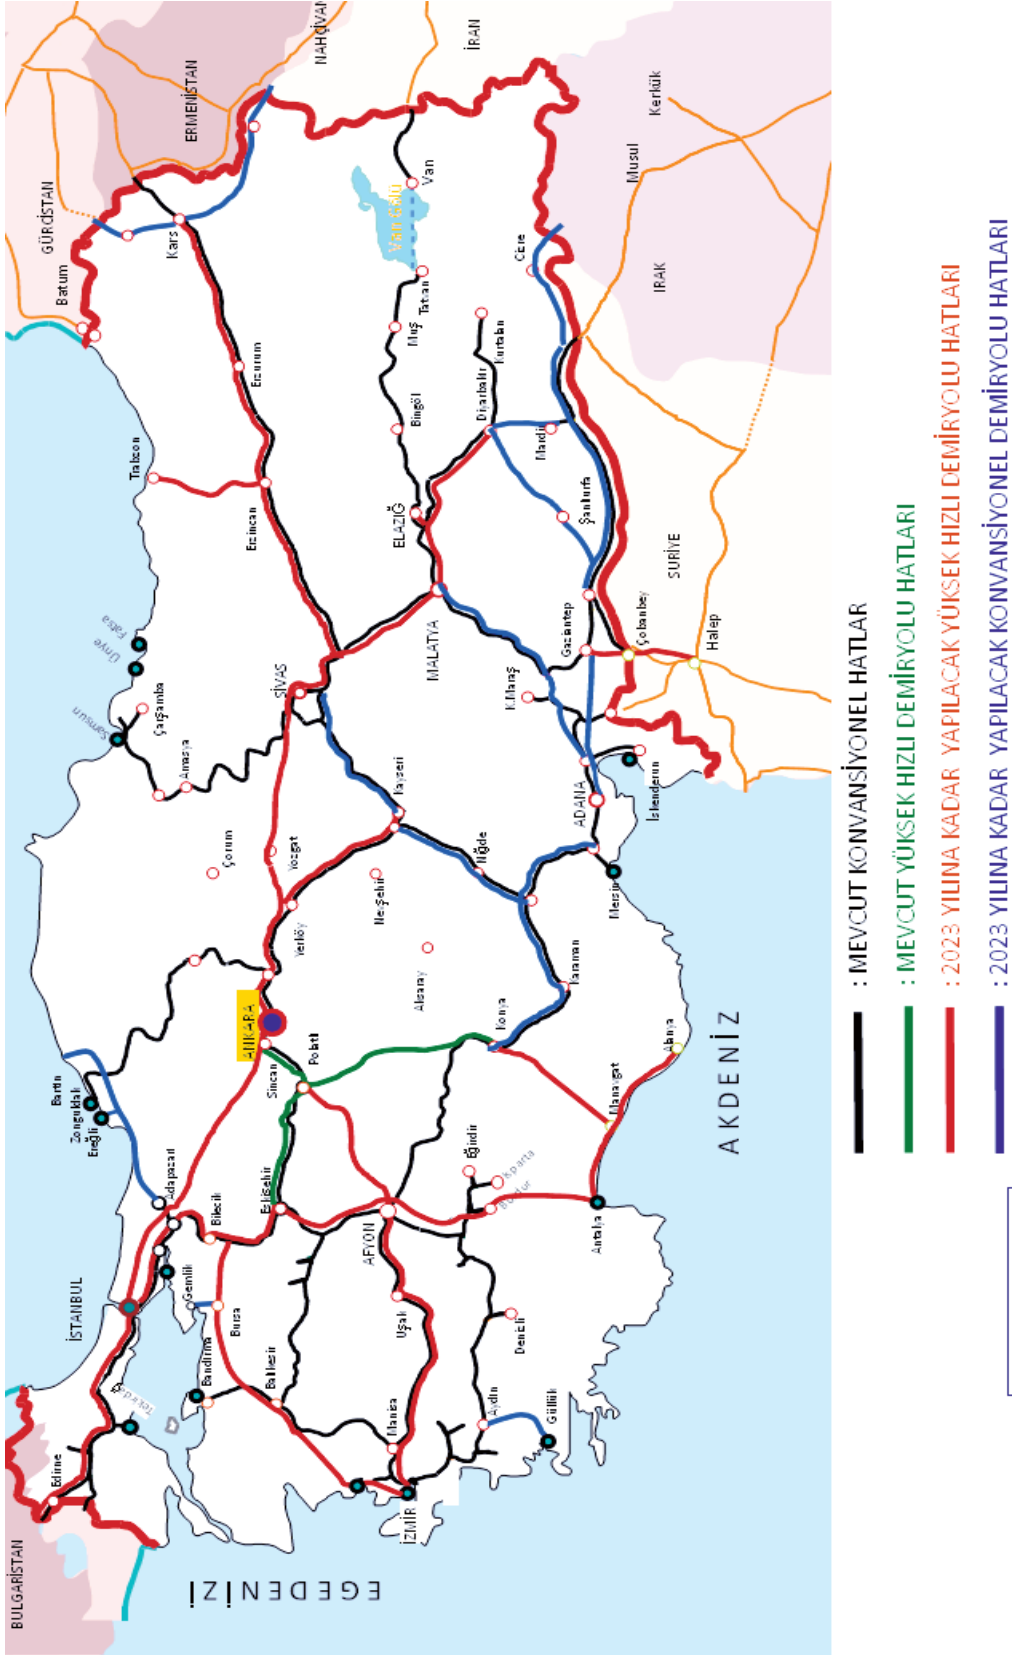 BULGARİSTAN
GÜRCİSTAN
ERMENİSTAN
NAHÇİVAN
İRAN
Batum
Kars
Edirne
Tekirdağ
İSTANBUL
Adapazarı
Bartın
Zonguldak
Ereğli
Samsun
Ünye
Fatsa
Çarşamba
Amasya
Trabzon
Erzincan
Erzurum
Gemlik
Bilecik
Bursa
Bandırma
Balıkesir
Eskişehir
ANKARA
Sincan
Polatlı
Yerköy
Yozgat
Çorum
SİVAS
Kayseri
Nevşehir
Aksaray
Niğde
MALATYA
ELAZIĞ
Bingöl
Muş
Tatvan
Van Gölü
Van
Diyarbakır
Kurtalan
Mardin
Cizre
Şanlıurfa
Gaziantep
K.Maraş
Çobanbey
ADANA
Mersin
İskenderun
Karaman
Konya
AFYON
Uşak
Manisa
İZMİR
Aydın
Denizli
Güllük
Eğirdir
Isparta
Burdur
Antalya
Manavgat
Alanya
SURİYE
Halep
IRAK
Musul
Kerkük
EGEDENİZİ
AKDENİZ
: MEVCUT KONVANSİYONEL HATLAR
: MEVCUT YÜKSEK HIZLI DEMİRYOLU HATLARI
: 2023 YILINA KADAR YAPILACAK YÜKSEK HIZLI DEMİRYOLU HATLARI
: 2023 YILINA KADAR YAPILACAK KONVANSİYONEL DEMİRYOLU HATLARI